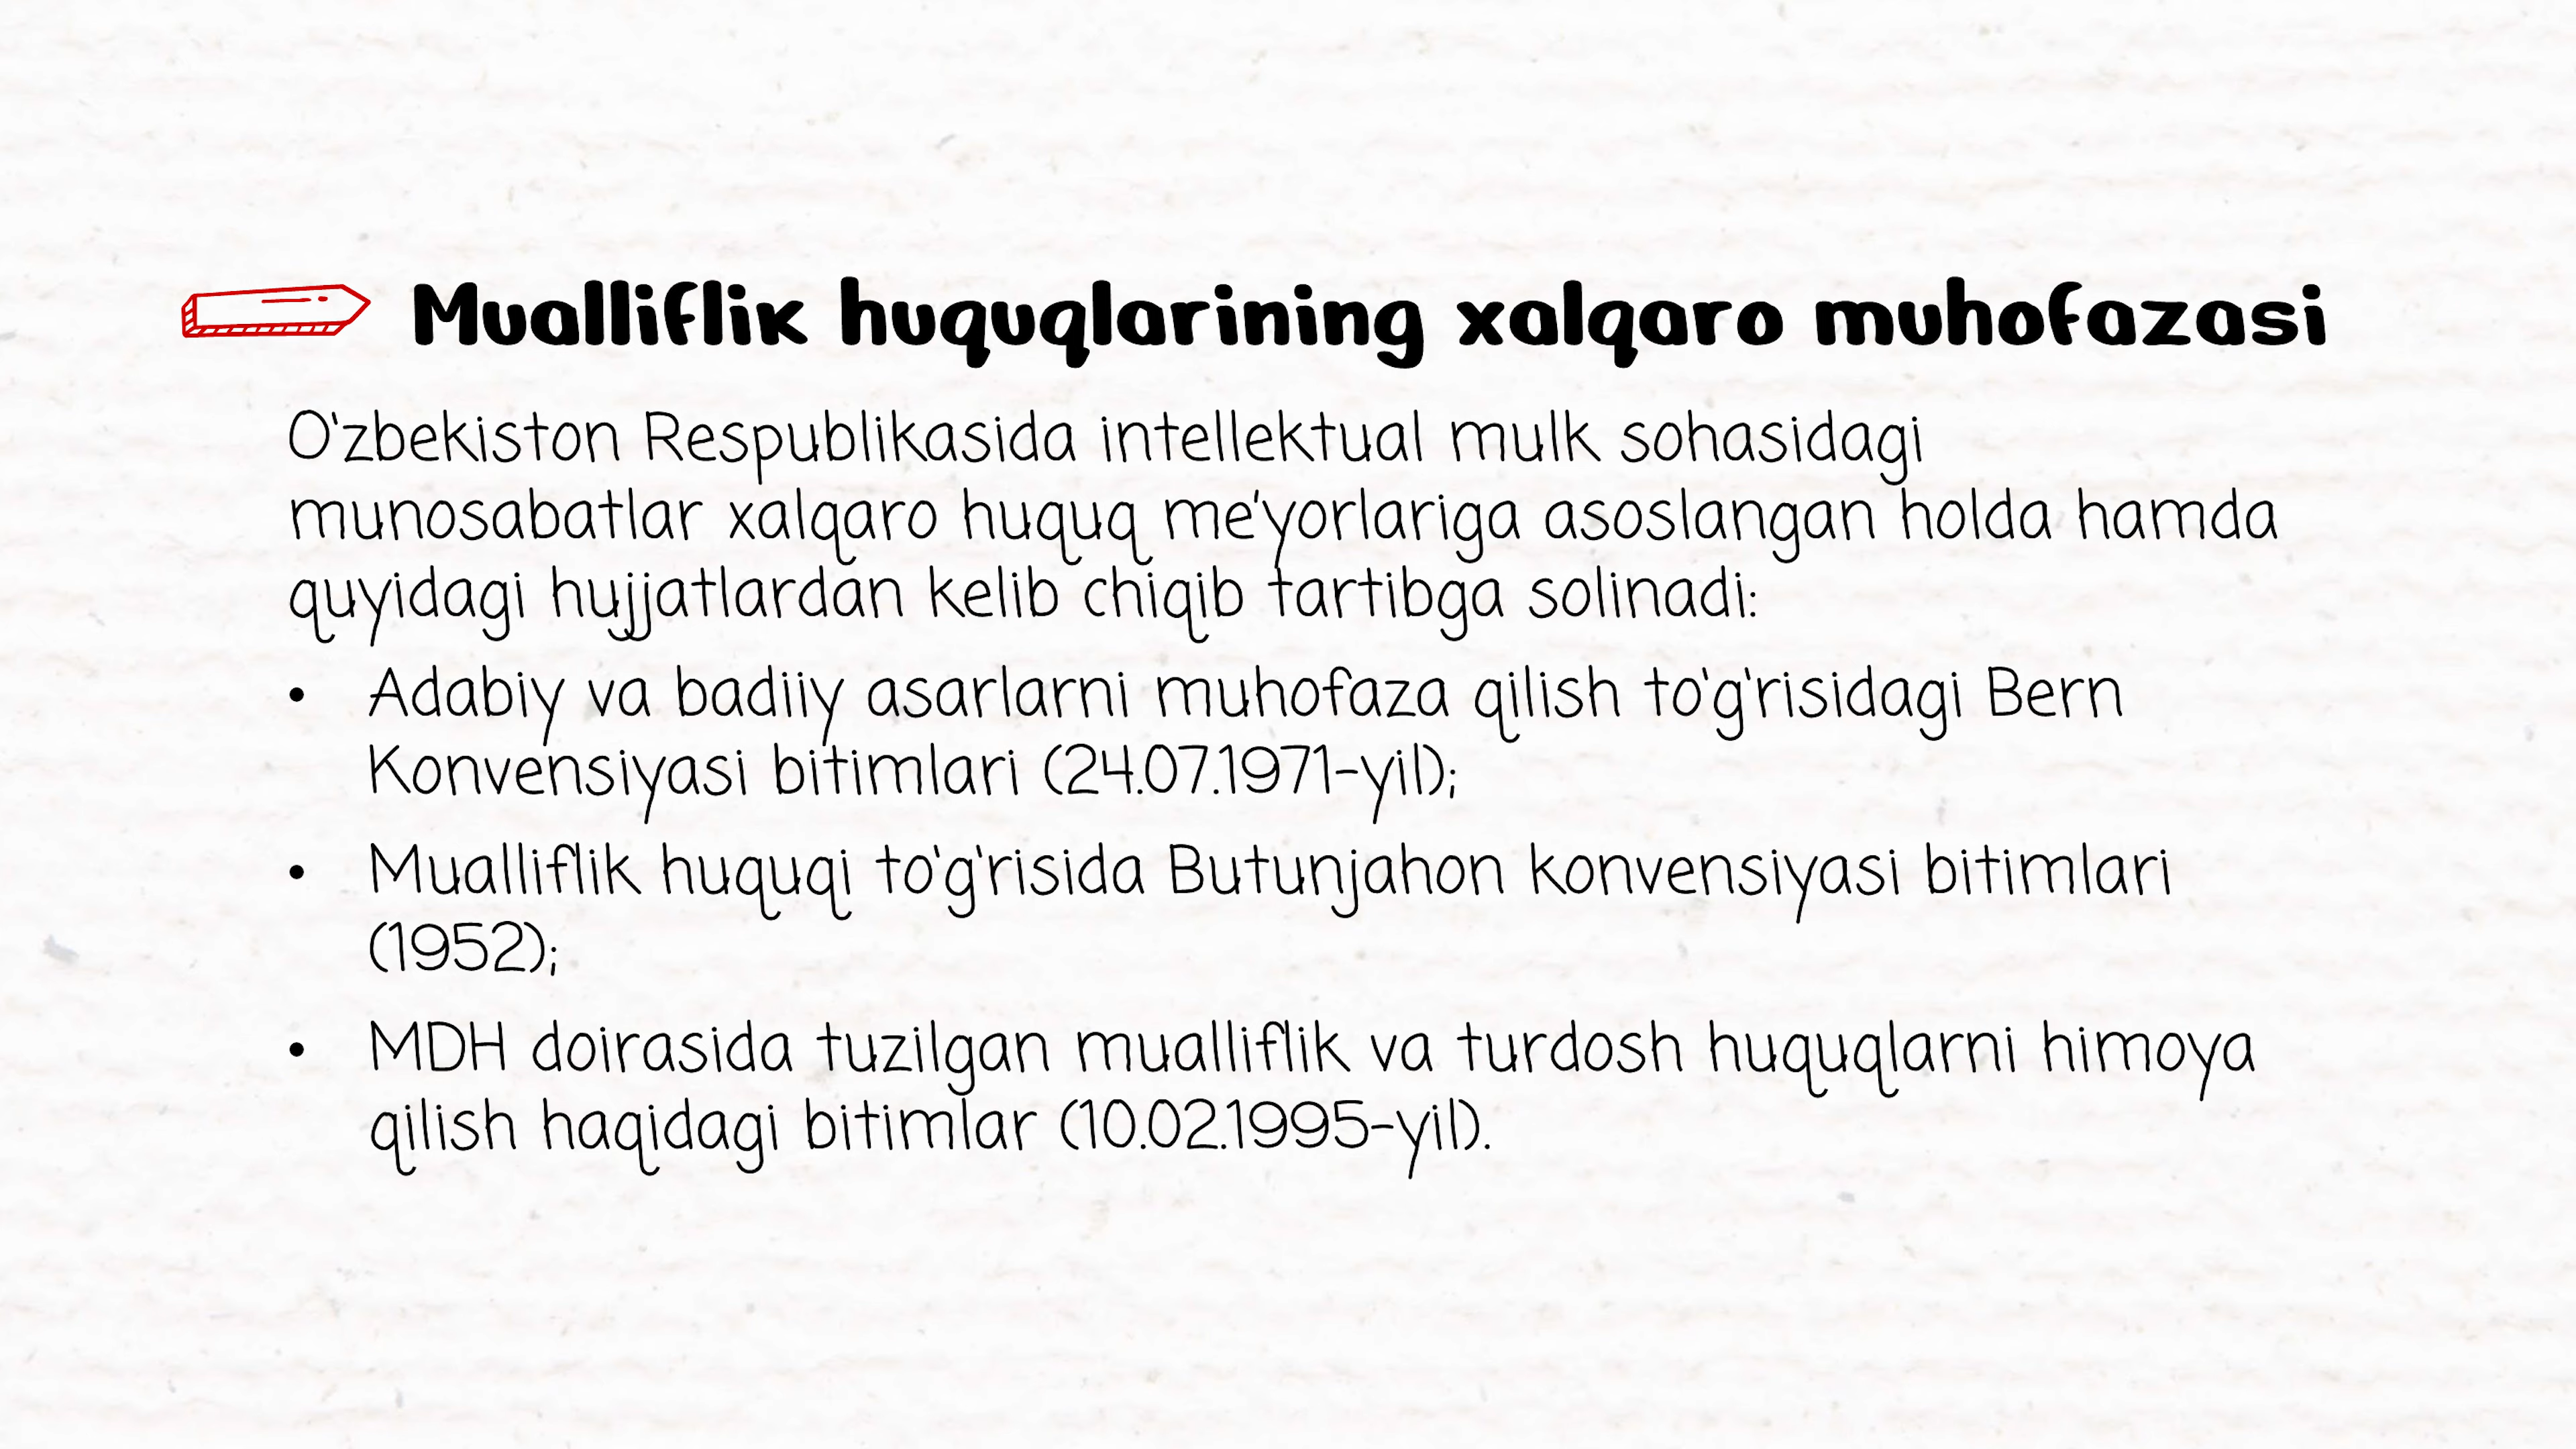 Mualliflik huquqlarining xalqaro muhofazasi
O'zbekiston Respublikasida intellektual mulk sohasidagi
munosabatlar xalqaro huquq me'yorlariga asoslangan holda hamda
quyidagi hujjatlardan kelib chiqib tartibga solinadi:
• Adabiy va badiiy asarlarni muhofaza qilish to'g'risidagi Bern
Konvensiyasi bitimlari (24.07.1971-yil);
• Mualliflik huquqi to'g'risida Butunjahon konvensiyasi bitimlari
(1952);
• MDH doirasida tuzilgan mualliflik va turdosh huquqlarni himoya
qilish haqidagi bitimlar (10.02.1995-yil).